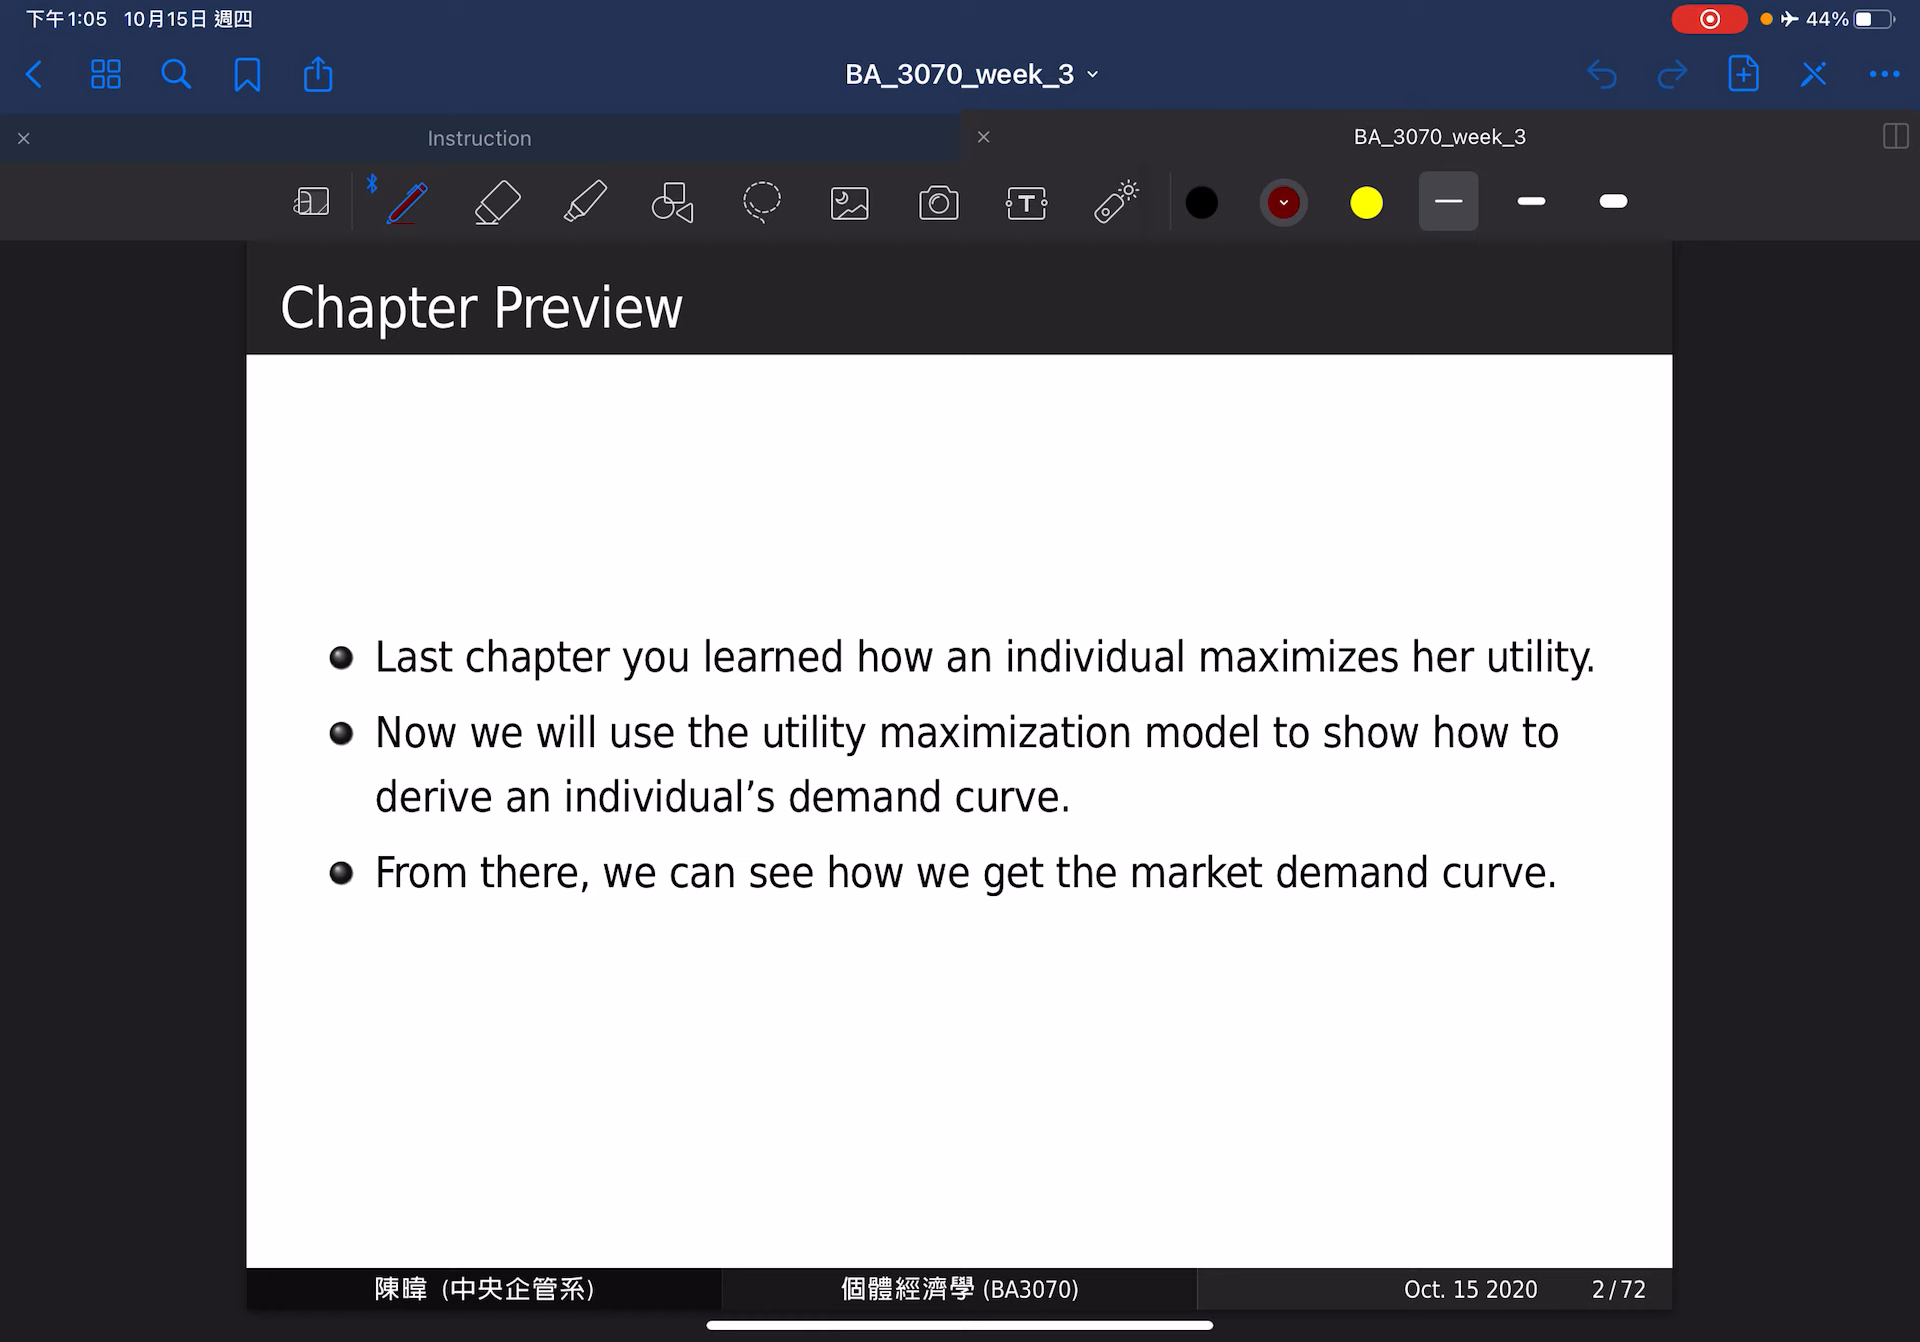 下午1:05 10月15日 週四
44%
BA_3070_week_3
Instruction
BA_3070_week_3
T
Chapter Preview
Last chapter you learned how an individual maximizes her utility.
Now we will use the utility maximization model to show how to
derive an individual’s demand curve.
From there, we can see how we get the market demand curve.
陳暐 (中央企管系) 個體經濟學 (BA3070) Oct. 15 2020 2 / 72